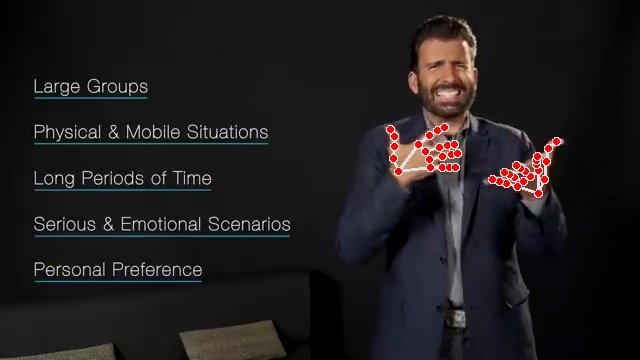 Large Groups
Physical & Mobile Situations
Long Periods of Time
Serious & Emotional Scenarios
Personal Preference